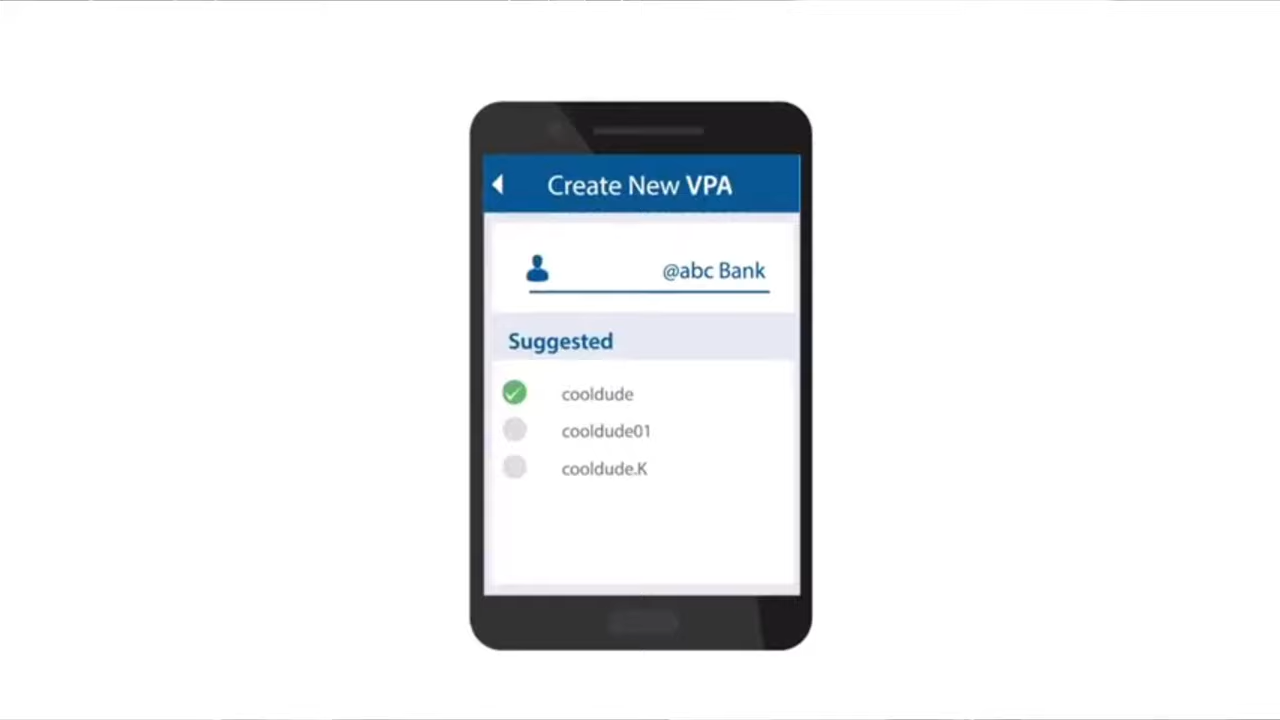 Create New VPA
@abc Bank
Suggested
cooldude
cooldude01
cooldude.K